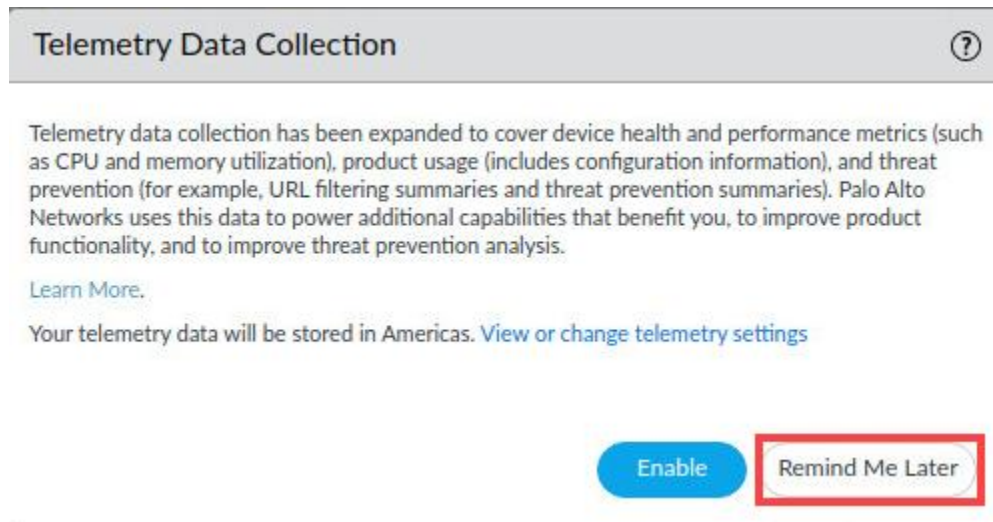 Telemetry Data Collection
?
Telemetry data collection has been expanded to cover device health and performance metrics (such
as CPU and memory utilization), product usage (includes configuration information), and threat
prevention (for example, URL filtering summaries and threat prevention summaries). Palo Alto
Networks uses this data to power additional capabilities that benefit you, to improve product
functionality, and to improve threat prevention analysis.
Learn More.
Your telemetry data will be stored in Americas. View or change telemetry settings
Enable
Remind Me Later